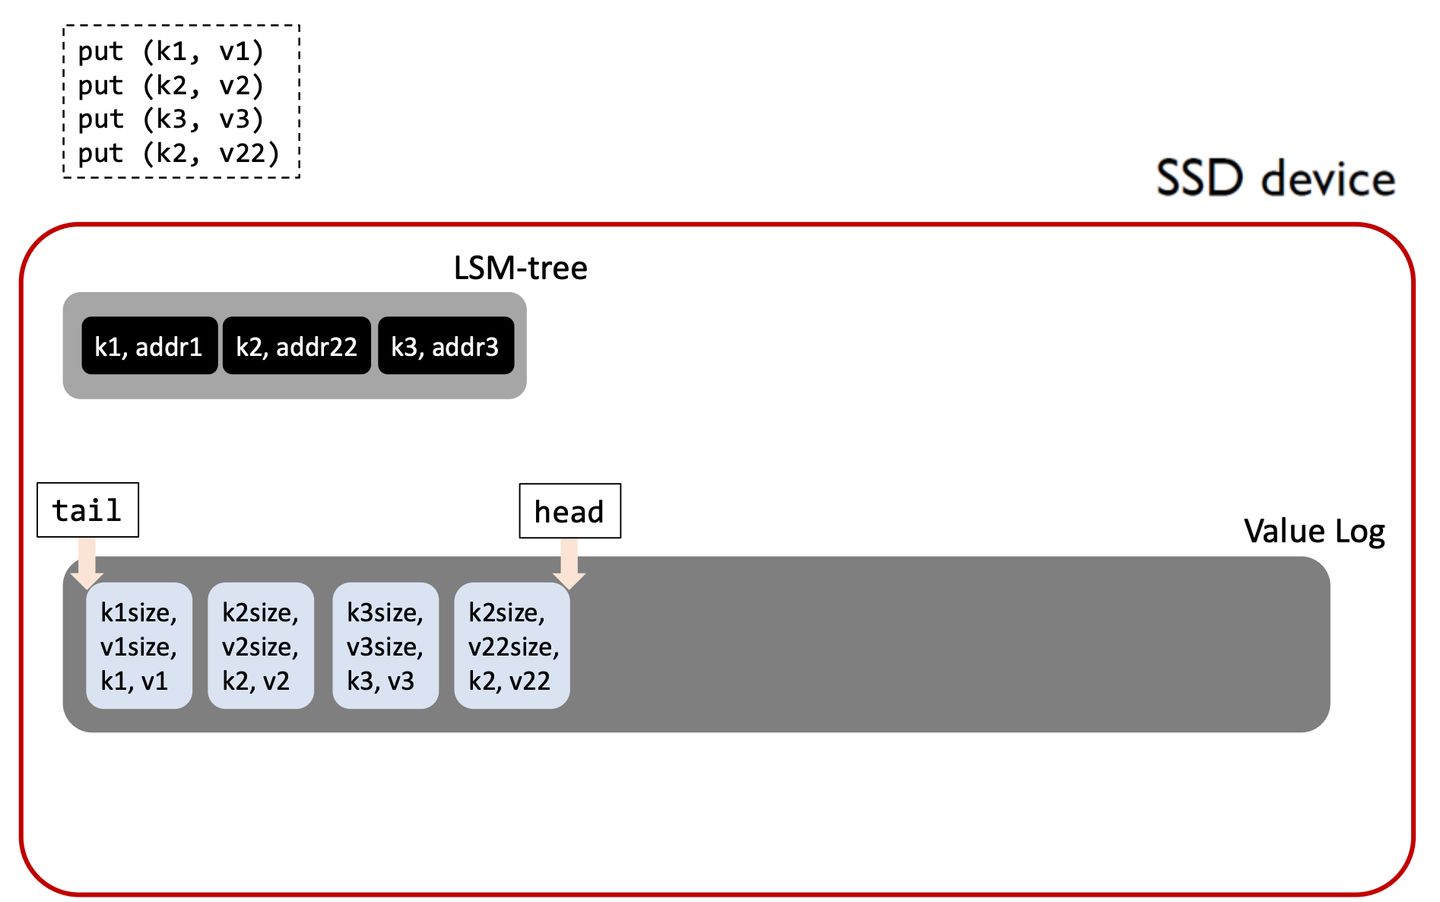 put (k1, v1)
put (k2, v2)
put (k3, v3)
put (k2, v22)
SSD device
LSM-tree
k1, addr1
k2, addr22
k3, addr3
tail
head
Value Log
k1size,
v1size,
k1, v1
k2size,
v2size,
k2, v2
k3size,
v3size,
k3, v3
k2size,
v22size,
k2, v22